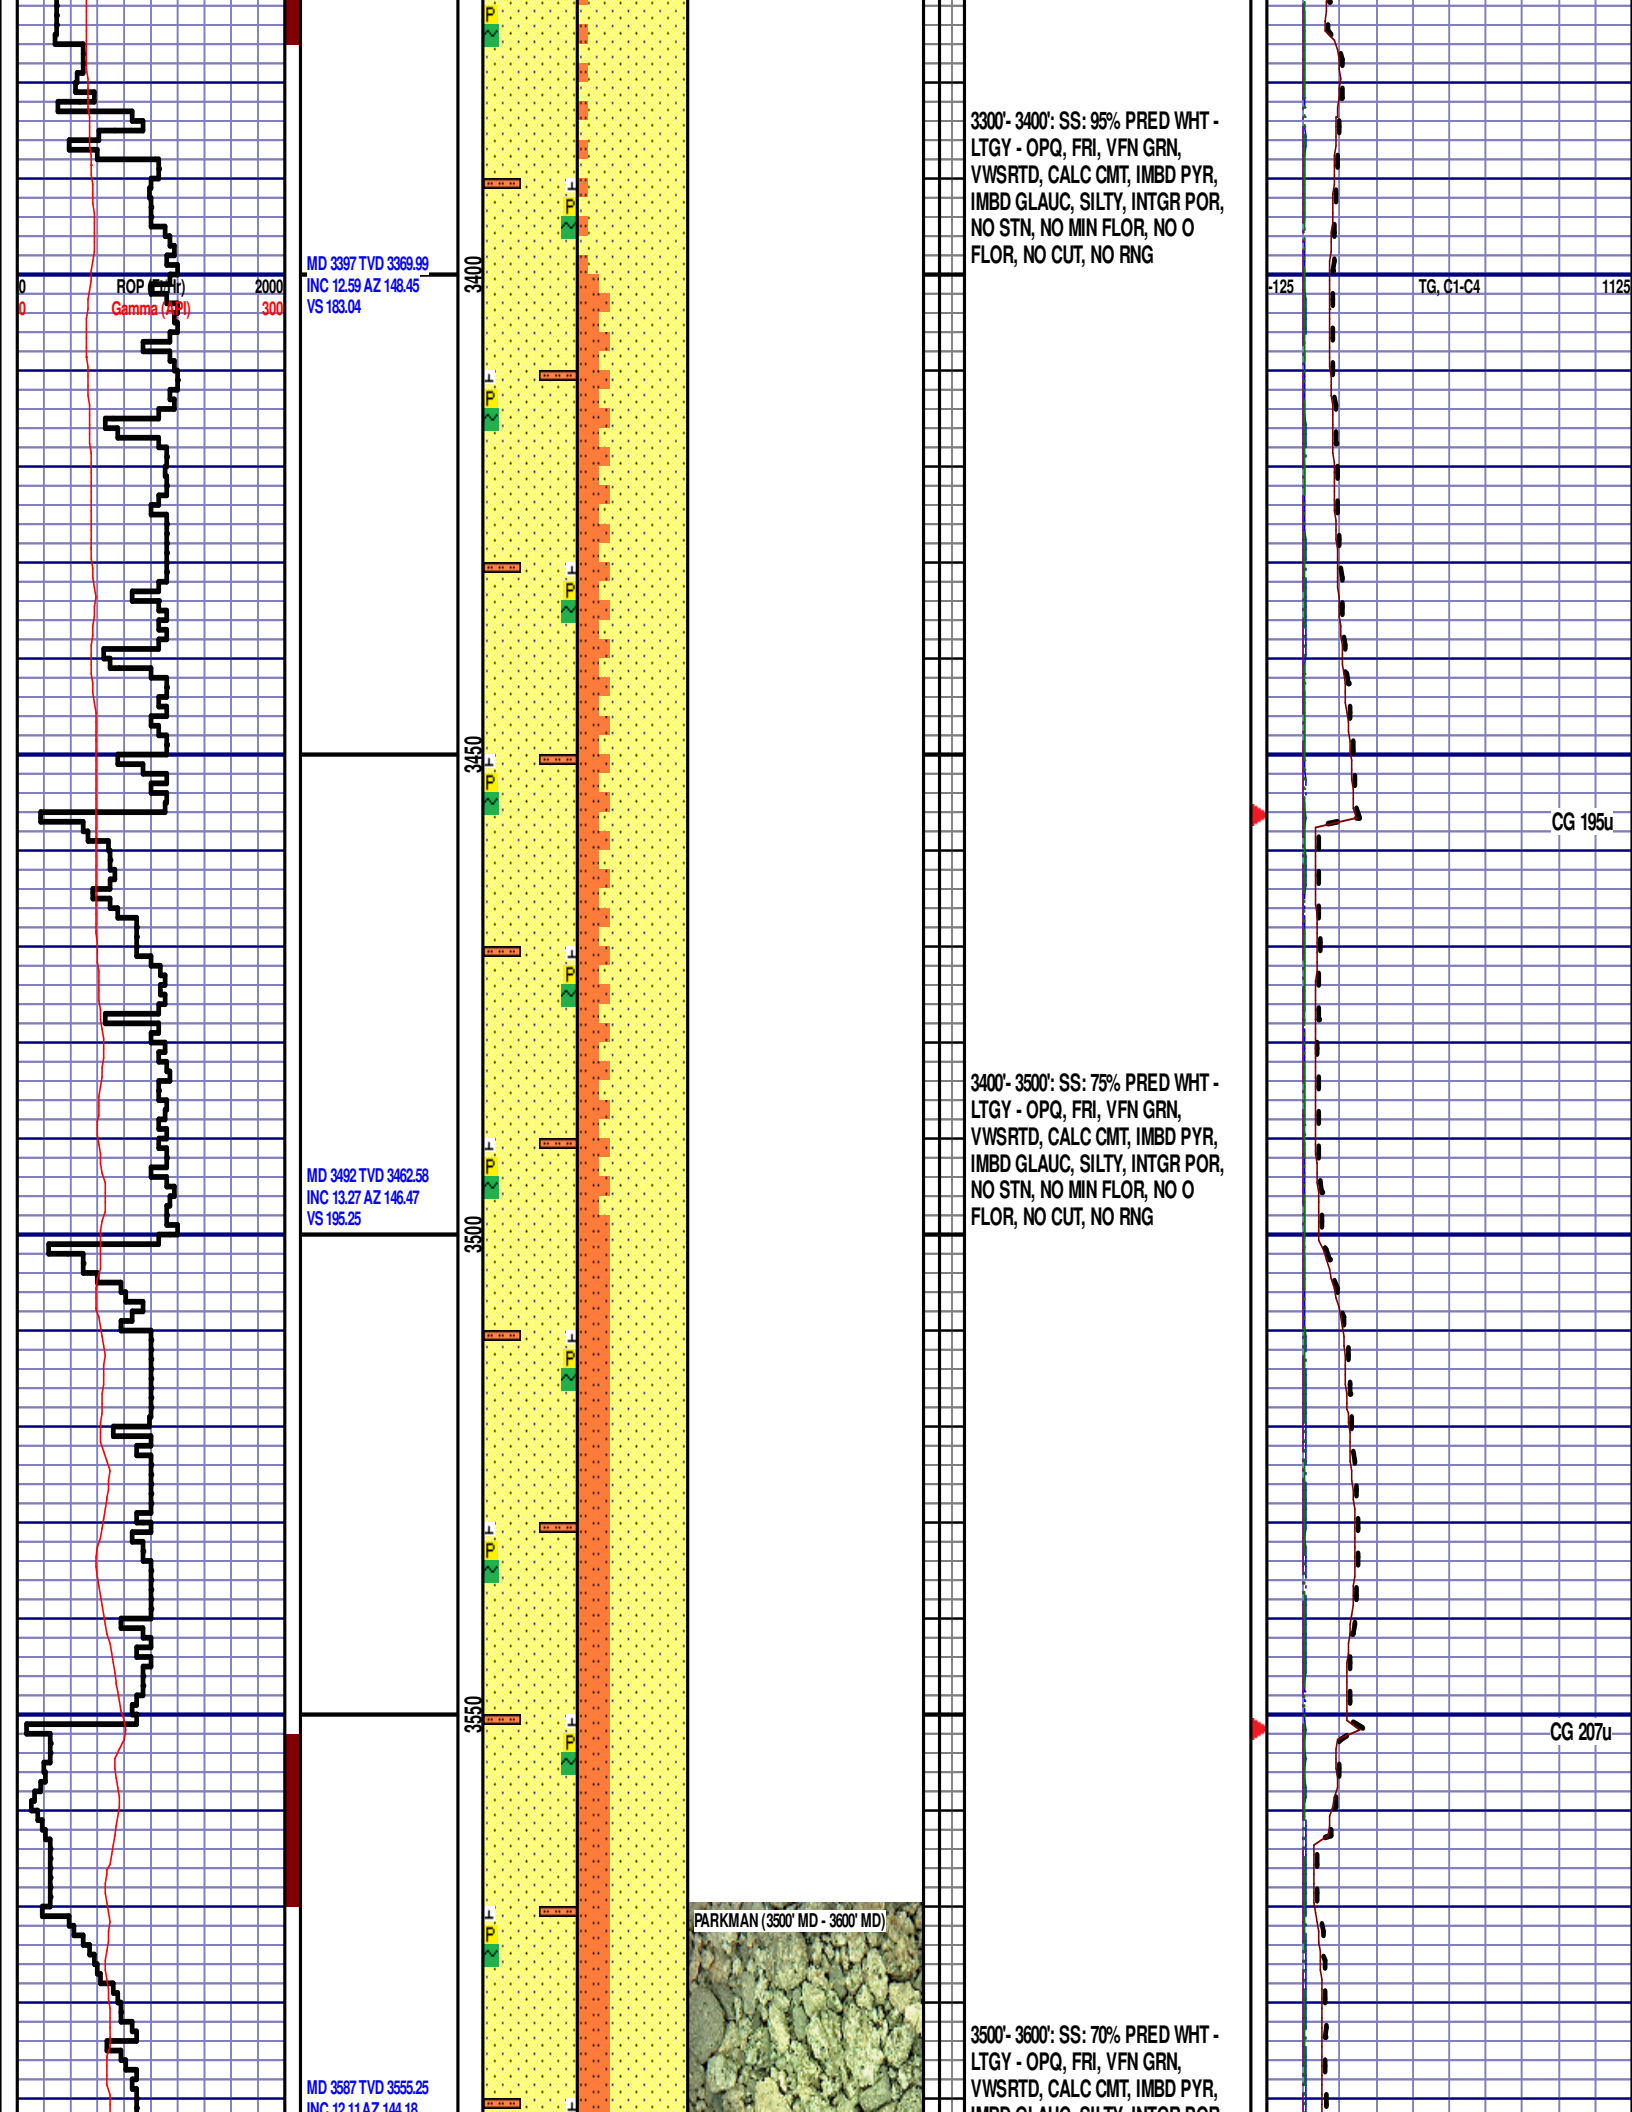 3300'- 3400': SS: 95% PRED WHT -
LTGY - OPQ, FRI, VFN GRN,
VWSRTD, CALC CMT, IMBD PYR,
IMBD GLAUC, SILTY, INTGR POR,
NO STN, NO MIN FLOR, NO O
FLOR, NO CUT, NO RNG
MD 3397 TVD 3369.99
INC 12.59 AZ 148.45
VS 183.04
3400
0 2000
0 Gamma (API) 300
-125 TG, C1-C4 1125
P
P
P
P
3450
P
CG 195u
P
3400'- 3500': SS: 75% PRED WHT -
LTGY - OPQ, FRI, VFN GRN,
VWSRTD, CALC CMT, IMBD PYR,
IMBD GLAUC, SILTY, INTGR POR,
NO STN, NO MIN FLOR, NO O
FLOR, NO CUT, NO RNG
P
MD 3492 TVD 3462.58
INC 13.27 AZ 146.47
VS 195.25
3500
P
P
3550
P
CG 207u
PARKMAN (3500' MD - 3600' MD)
P
3500'- 3600': SS: 70% PRED WHT -
LTGY - OPQ, FRI, VFN GRN,
VWSRTD, CALC CMT, IMBD PYR,
IMBD GLAUC, SILTY, INTGR POR
MD 3587 TVD 3555.25
INC 12.11 AZ 144.18